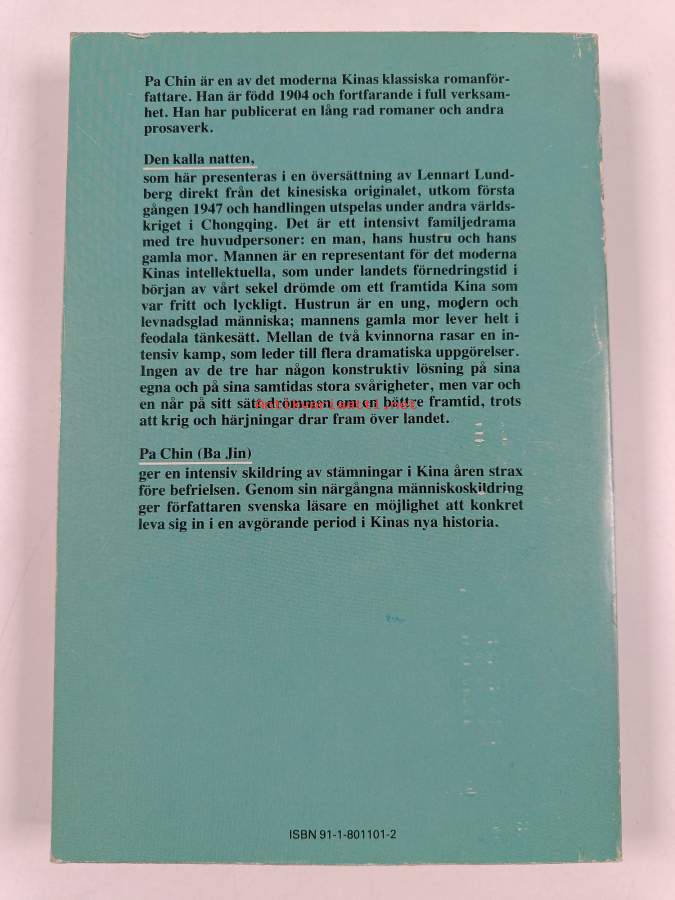 Pa Chin är en av det moderna Kinas klassiska romanför-
fattare. Han är född 1904 och fortfarande i full verksam-
het. Han har publicerat en lång rad romaner och andra
prosaverk.
Den kalla natten,
som här presenteras i en översättning av Lennart Lund-
berg direkt från det kinesiska originalet, utkom första
gången 1947 och handlingen utspelas under andra världs-
kriget i Chongqing. Det är ett intensivt familjedrama
med tre huvudpersoner: en man, hans hustru och hans
gamla mor. Mannen är en representant för det moderna
Kinas intellektuella, som under landets förnedringstid i
början av vårt sekel drömde om ett framtida Kina som
var fritt och lyckligt. Hustrun är en ung, modern och
levnadsglad människa; mannens gamla mor lever helt i
feodala tänkesätt. Mellan de två kvinnorna rasar en in-
tensiv kamp, som leder till flera dramatiska uppgörelser.
Ingen av de tre har någon konstruktiv lösning på sina
egna och på sina samtidas stora svårigheter, men var och
en når på sitt sätt drömmen om en bättre framtid, trots
att krig och härjningar drar fram över landet.
Pa Chin (Ba Jin)
ger en intensiv skildring av stämningar i Kina åren strax
före befrielsen. Genom sin närgångna människoskildring
ger författaren svenska läsare en möjlighet att konkret
leva sig in i en avgörande period i Kinas nya historia.
ISBN 91-1-801101-2